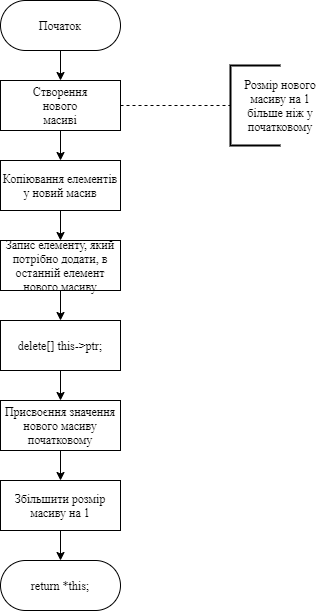 Початок
Створення
нового
масиві
Розмір нового
масиву на 1
більше ніж у
початковому
Копіювання елементів
у новий масив
Запис елементу, який
потрібно додати, в
останній елемент
нового масиву
delete[] this->ptr;
Присвоєння значення
нового масиву
початковому
Збільшити розмір
масиву на 1
return *this;